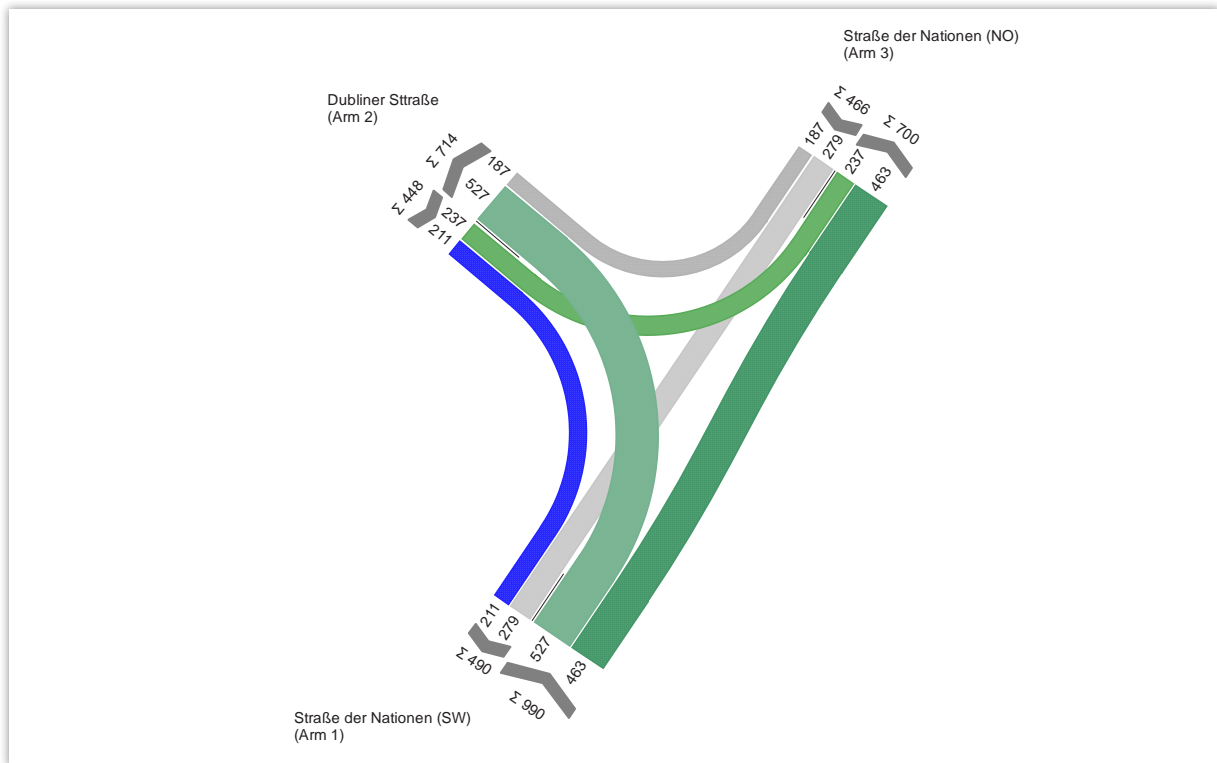 Straße der Nationen (NO)
(Arm 3)
Dubliner Sttraße
(Arm 2)
Σ 466
Σ 700
187
279
237
463
Σ 714
Σ 448
187
527
237
211
211
279
527
463
Σ 490
Σ 990
Straße der Nationen (SW)
(Arm 1)